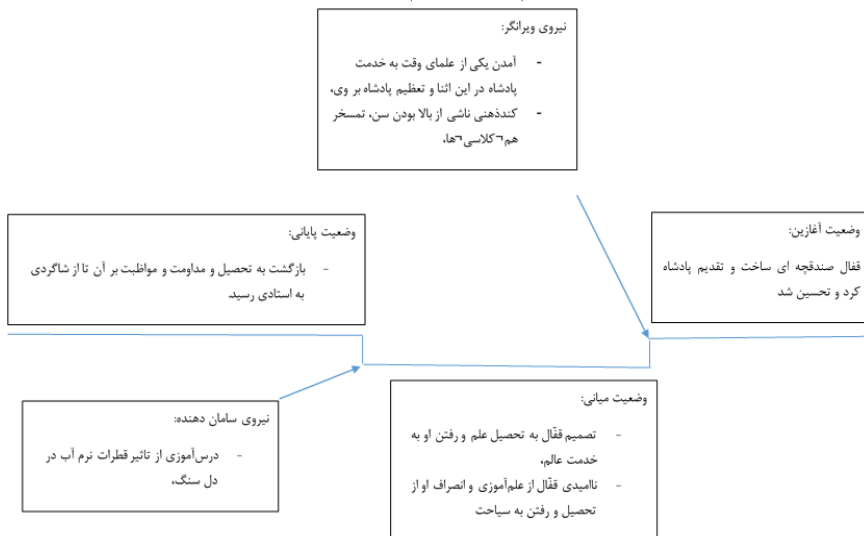 نیروی ویرانگر:
- آمدن یکی از علمای وقت به خدمت
پادشاه در این اثنا و تعظیم پادشاه بر وی،
- کندذهنی ناشی از بالا بودن سن، تمسخر
هم¬کلاسی¬ها،
وضعیت آغازین:
قفال صندقچه ای ساخت و تقدیم پادشاه
کرد و تحسین شد
وضعیت پایانی:
- بازگشت به تحصیل و مداومت و مواظبت بر آن تا از شاگردی
به استادی رسید.
وضعیت میانی:
- تصمیم قفّال به تحصیل علم و رفتن او به
خدمت عالم،
- ناامیدی قفّال از علم‌آموزی و انصراف او از
تحصیل و رفتن به سیاحت
نیروی سامان دهنده:
- درس‌آموزی از تاثیر قطرات نرم آب در
دل سنگ،